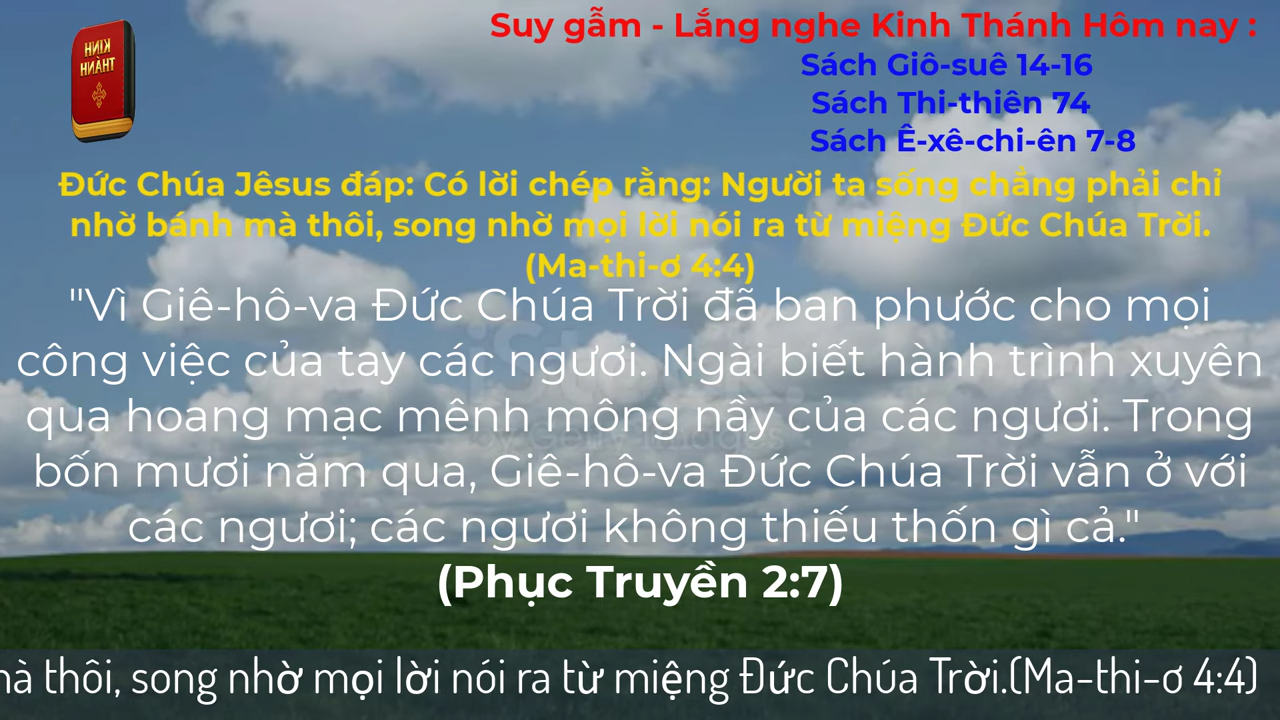 KINH
THÁNH
Suy gẫm - Lắng nghe Kinh Thánh Hôm nay :
Sách Giô-suê 14-16
Sách Thi-thiên 74
Sách Ê-xê-chi-ên 7-8
Đức Chúa Jêsus đáp: Có lời chép rằng: Người ta sống chẳng phải chỉ
nhờ bánh mà thôi, song nhờ mọi lời nói ra từ miệng Đức Chúa Trời.
(Ma-thi-ơ 4:4)
"Vì Giê-hô-va Đức Chúa Trời đã ban phước cho mọi
công việc của tay các ngươi. Ngài biết hành trình xuyên
qua hoang mạc mênh mông nầy của các ngươi. Trong
bốn mươi năm qua, Giê-hô-va Đức Chúa Trời vẫn ở với
các ngươi; các ngươi không thiếu thốn gì cả."
(Phục Truyền 2:7)
iStock
by Getty Images
mà thôi, song nhờ mọi lời nói ra từ miệng Đức Chúa Trời.(Ma-thi-ơ 4:4)